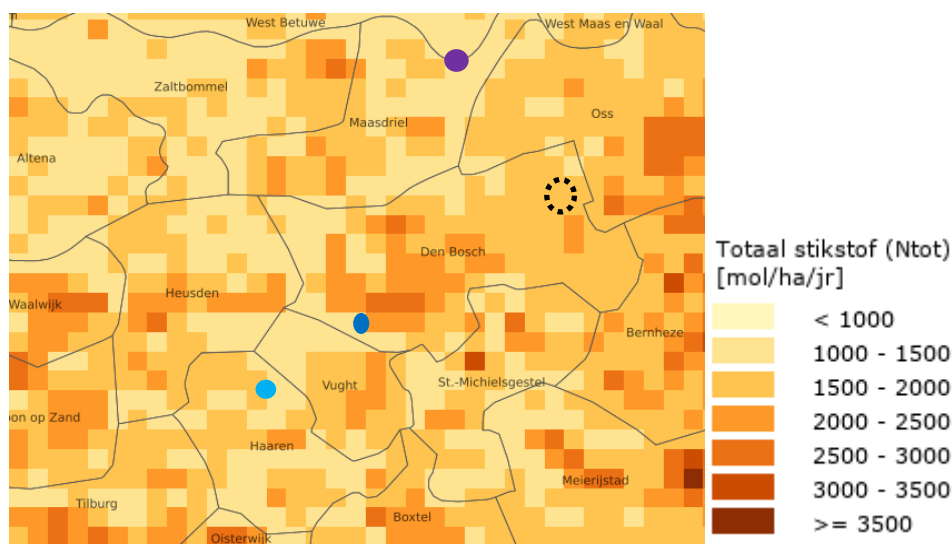 n
West Betuwe
West Maas en Waal
Zaltbommel
Oss
Maasdriel
Altena
Den Bosch
Totaal stikstof (Ntot)
[mol/ha/jr]
Heusden
Waalwijk
< 1000
Bernheze
1000 - 1500
Vught
St.-Michielsgestel
1500 - 2000
oon op Zand
2000 - 2500
Haaren
2500 - 3000
Meierijstad
3000 - 3500
Tilburg
Boxtel
>= 3500
Oisterwijk